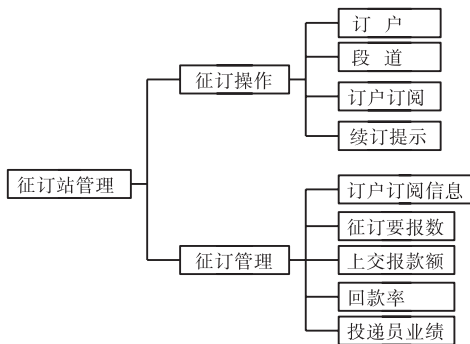 订 户
段 道
征订操作
订户订阅
续订提示
征订站管理
订户订阅信息
征订要报数
征订管理
上交报款额
回款率
投递员业绩